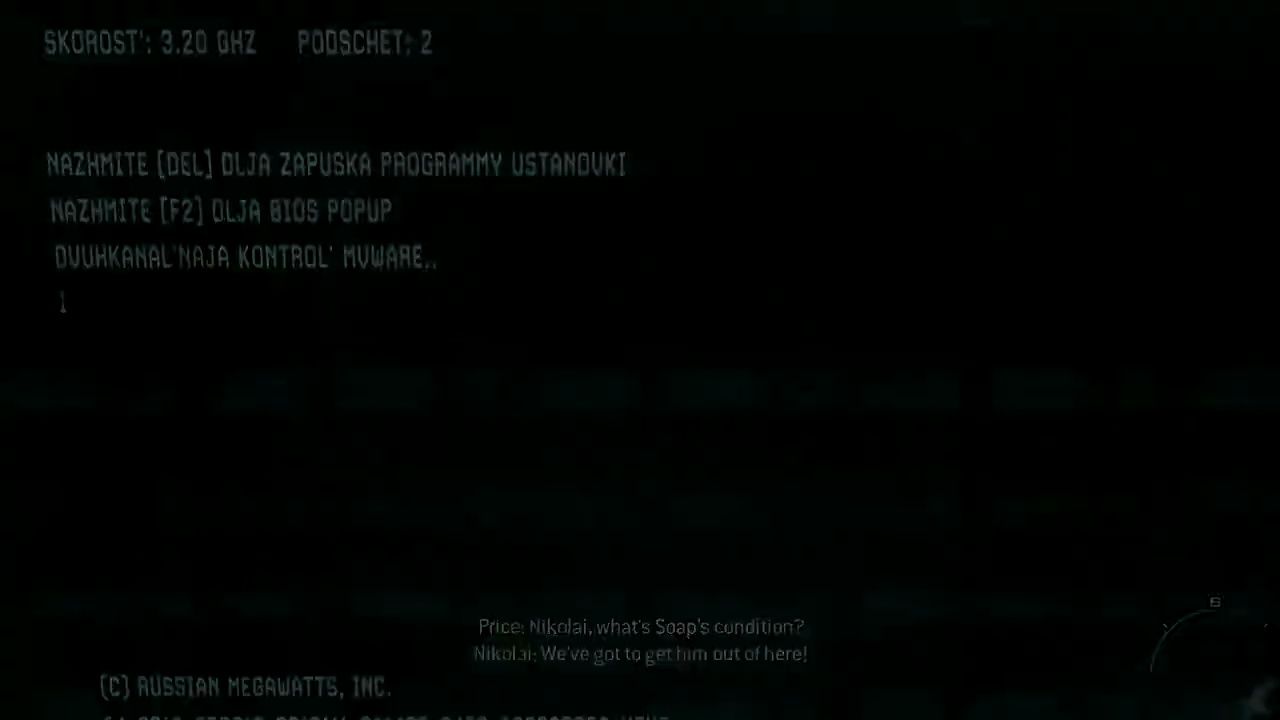 SKOROST': 3.20 GHZ PODSCHET: 2
NAZHMITE [DEL] DLJA ZAPUSKA PROGRAMMY USTANOVKI
NAZHMITE [F2] DLJA BIOS POPUP
DVUHKANAL'NAJA KONTROL' MVWARE..
1
6
Price: Nikolai, what's Soap's condition?
Nikolai: We've got to get him out of here!
(C) RUSSIAN MEGAWATTS, INC.